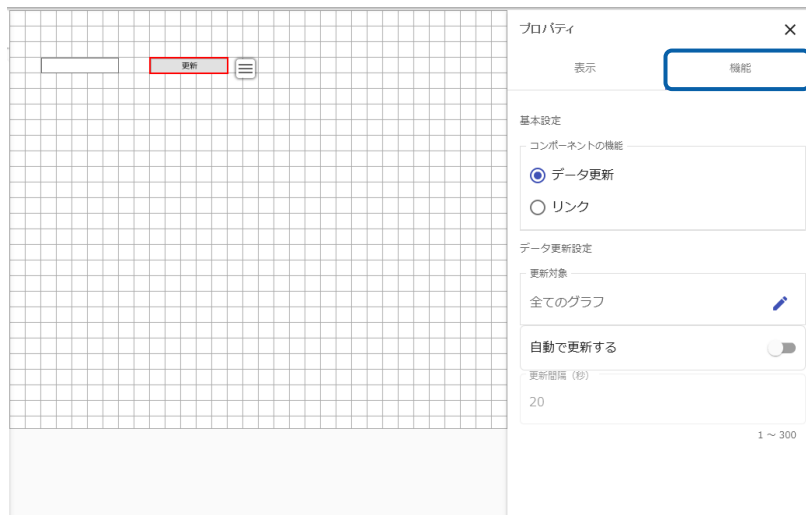 更新
プロパティ
表示
機能
基本設定
コンポーネントの機能
データ更新
リンク
データ更新設定
更新対象
全てのグラフ
自動で更新する
更新間隔（秒）
20
1 ～ 300